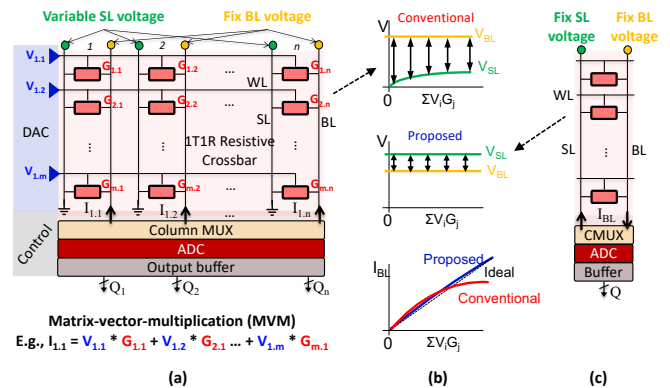 Variable SL voltage
Fix BL voltage
1
2
...
n
V1.1
G1.1
G1.2
G1.n
WL
V1.2
G2.1
G2.2
...
G2.n
SL
BL
DAC
1T1R Resistive
Crossbar
V1.m
Gm.1
Gm.2
...
Gm.n
I1.1
I1.2
...
I1.n
Control
Column MUX
ADC
Output buffer
Q1
Q2
Qn
Matrix-vector-multiplication (MVM)
E.g., I1.1 = V1.1 * G1.1 + V1.2 * G2.1 ... + V1.m * Gm.1
(a)
V
Conventional
VBL
VSL
0
ΣViGj
Proposed
VSL
VBL
0
ΣViGj
IBL
Proposed
Ideal
Conventional
0
ΣViGj
(b)
Fix SL
voltage
Fix BL
voltage
WL
SL
BL
IBL
CMUX
ADC
Buffer
Q
(c)